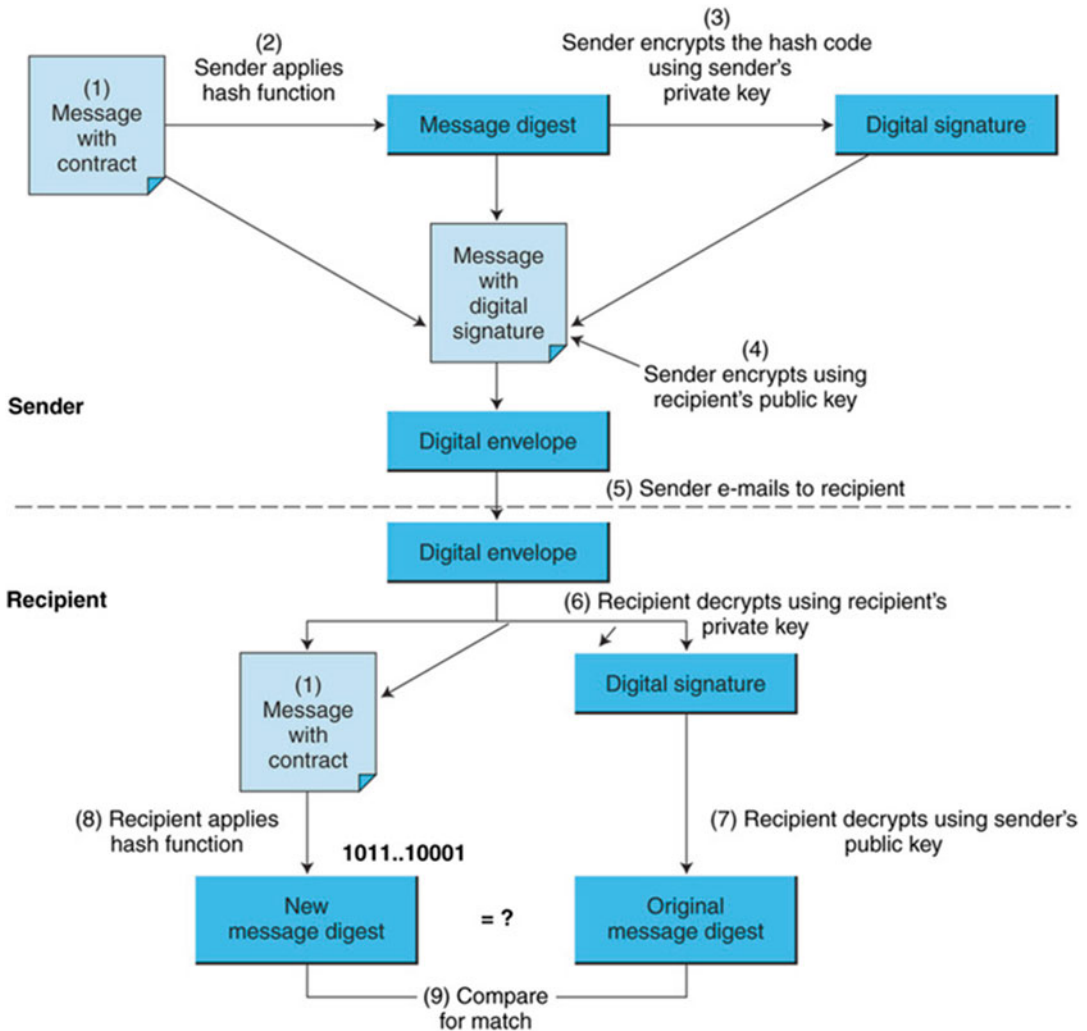 (1)
Message
with
contract
(2)
Sender applies
hash function
Message digest
(3)
Sender encrypts the hash code
using sender's
private key
Digital signature
Message
with
digital
signature
(4)
Sender encrypts using
recipient's public key
Sender
Digital envelope
(5) Sender e-mails to recipient
Digital envelope
Recipient
(6) Recipient decrypts using recipient's
private key
(1)
Message
with
contract
Digital signature
(8) Recipient applies
hash function
(7) Recipient decrypts using sender's
public key
1011..10001
New
message digest
= ?
Original
message digest
(9) Compare
for match